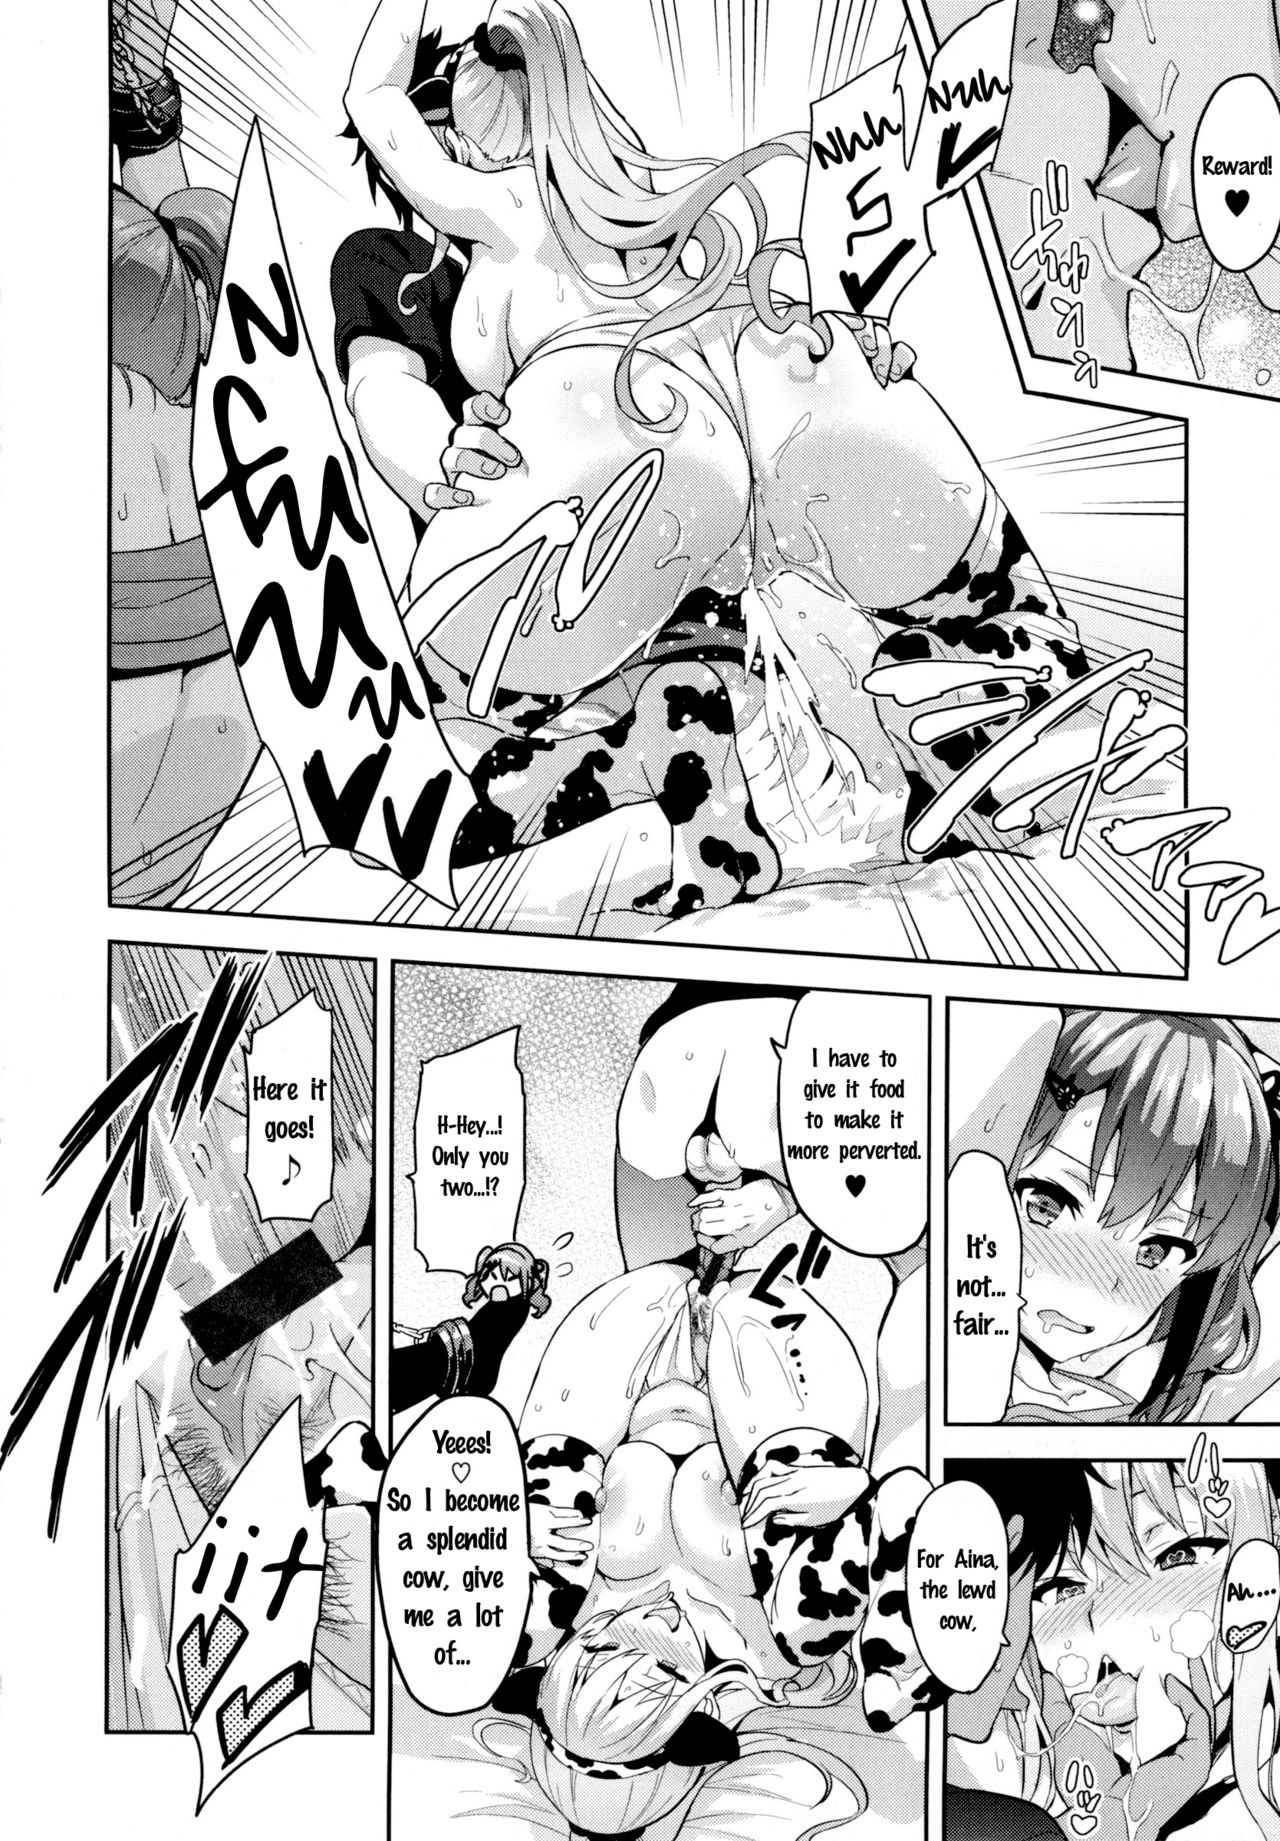 Reward!
♥
Nuh
♥
Nhh
♥
Nfuuuu
♥♥
It's
not...
fair...
Ah....
♡
For Aina,
the lewd
cow,
I have to
give it food
to make it
more perverted.
♥
H-Hey...!
Only you
two...!?
Yeees!
♡
So I become
a splendid
cow, give
me a lot
of...
Here it
goes!
♪
iit
♡♡